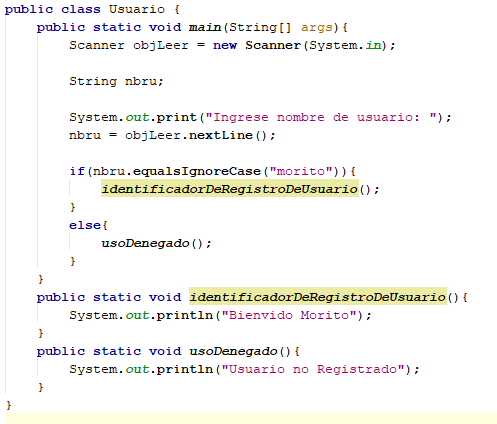 public class Usuario {
    public static void main(String[] args){
        Scanner objLeer = new Scanner(System.in);

        String nbru;

        System.out.print("Ingrese nombre de usuario: ");
        nbru = objLeer.nextLine();

        if(nbru.equalsIgnoreCase("morito")){
            identificadorDeRegistroDeUsuario();
        }
        else{
            usoDenegado();
        }
    }
    public static void identificadorDeRegistroDeUsuario(){
        System.out.println("Bienvido Morito");
    }
    public static void usoDenegado(){
        System.out.println("Usuario no Registrado");
    }
}